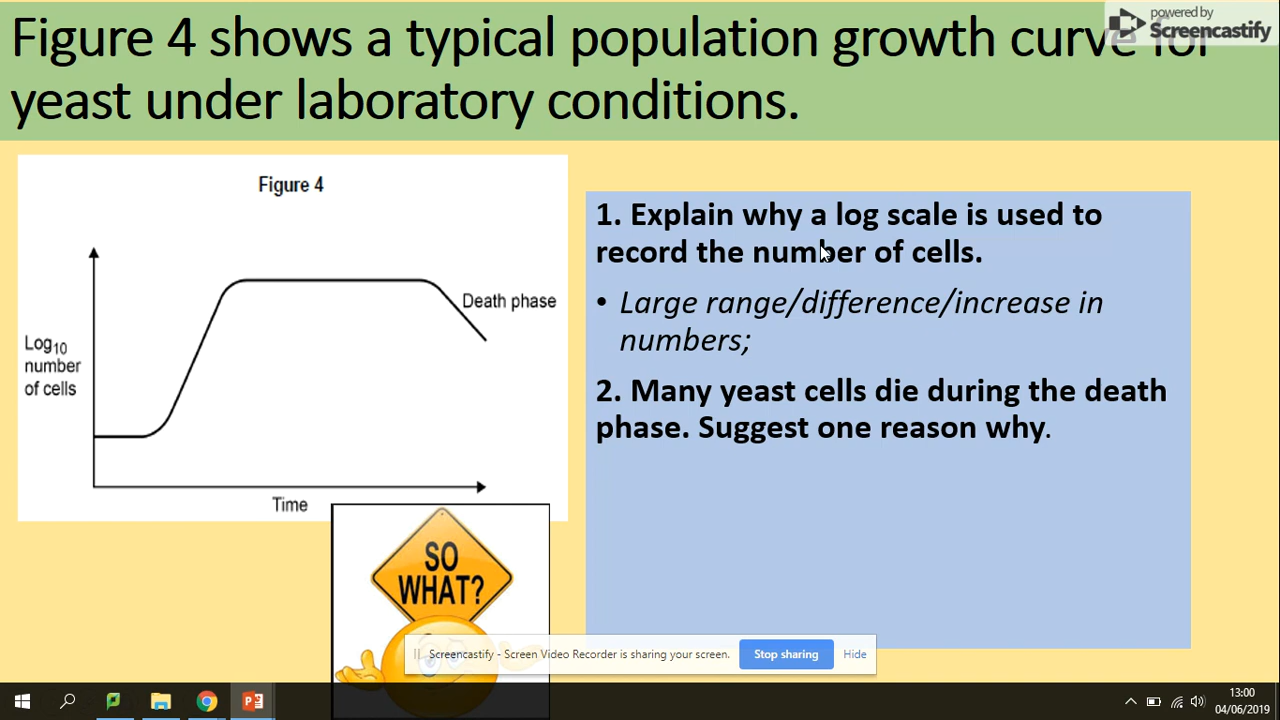 Figure 4 shows a typical population growth curve for
yeast under laboratory conditions.
powered by
Screencastify
Figure 4
Death phase
Log10
number
of cells
Time
SO
WHAT?
1. Explain why a log scale is used to
record the number of cells.
• Large range/difference/increase in
numbers;
2. Many yeast cells die during the death
phase. Suggest one reason why.
Screencastify - Screen Video Recorder is sharing your screen.
Stop sharing
Hide
13:00
04/06/2019